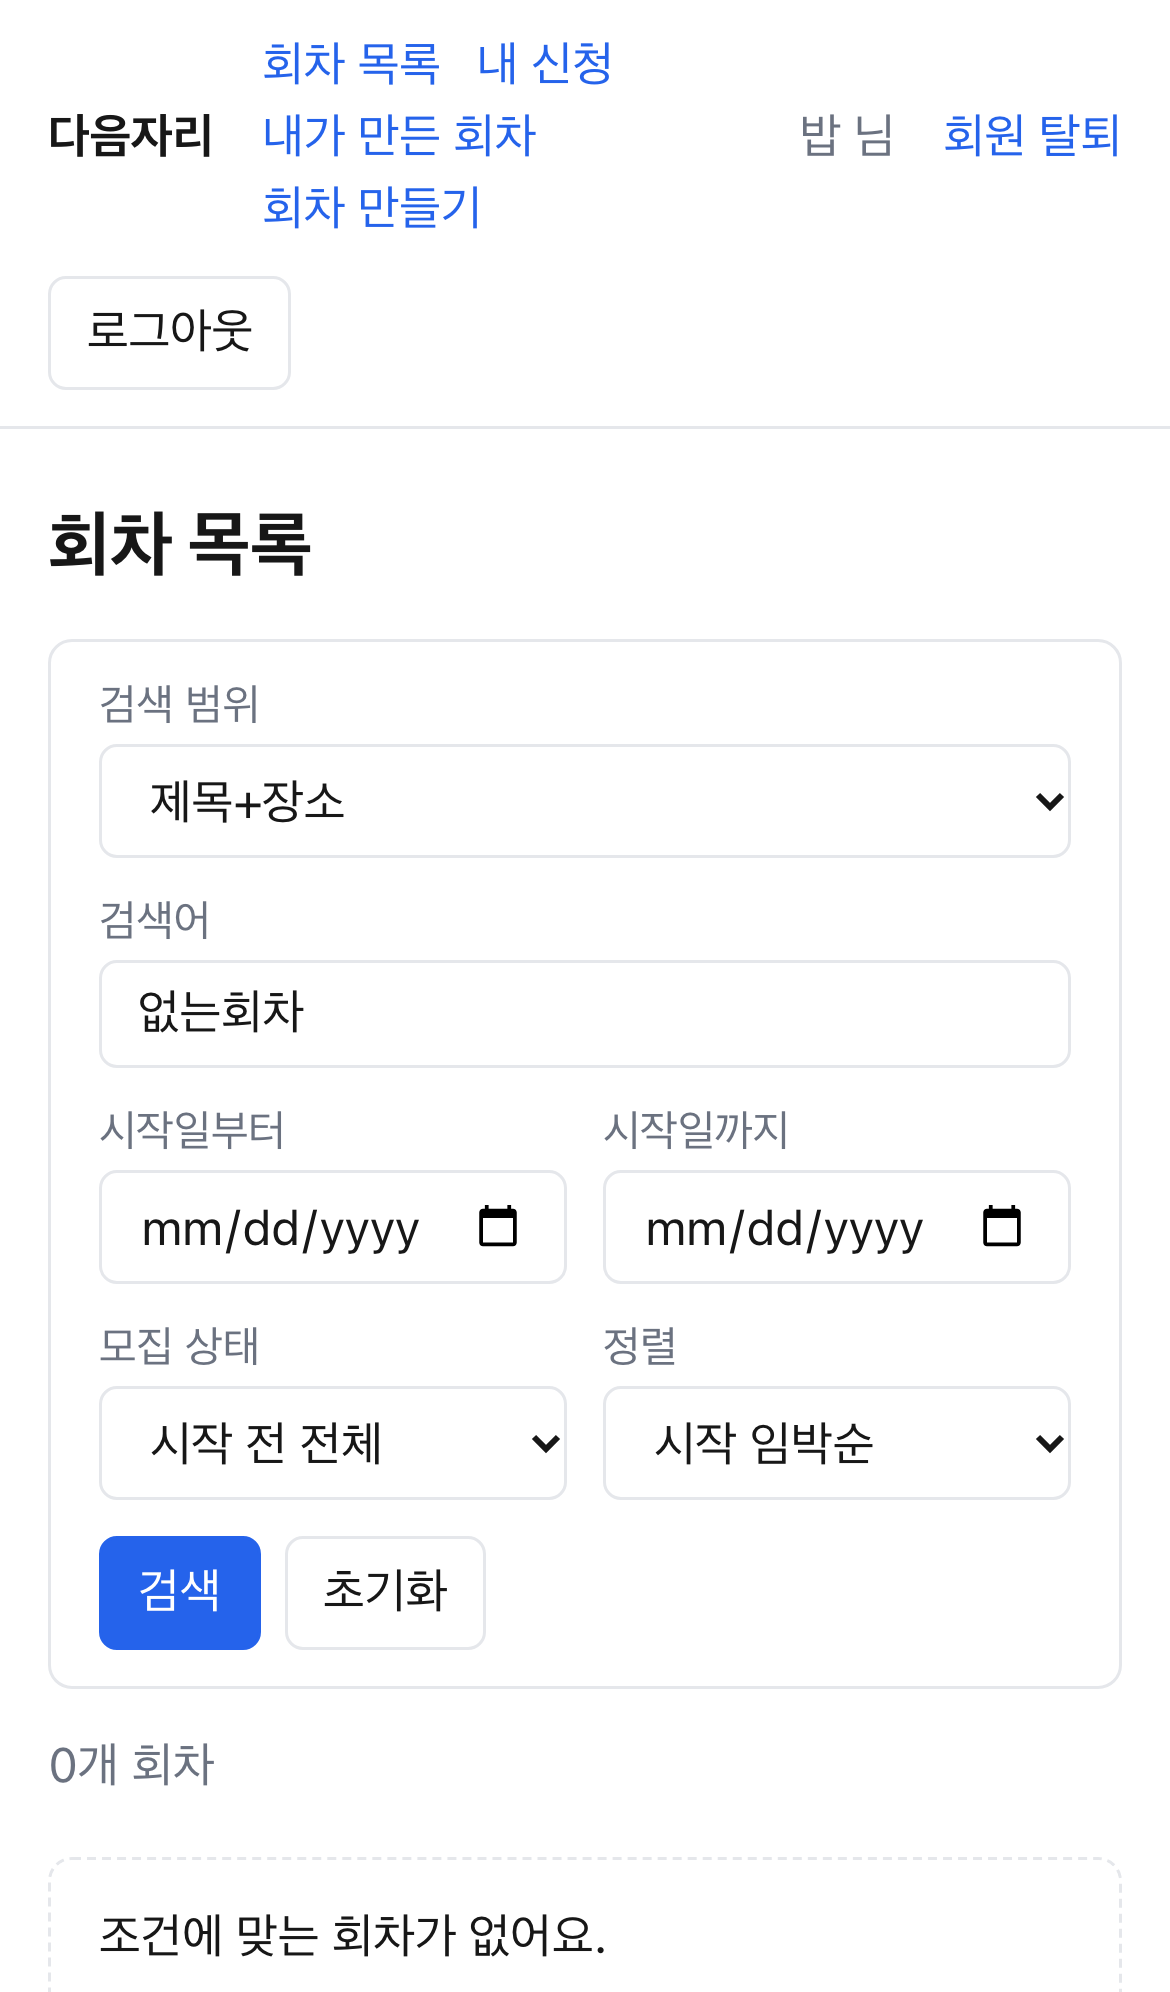 다음자리
회차 목록 내 신청
내가 만든 회차
회차 만들기
밥 님 회원 탈퇴
로그아웃
회차 목록
검색 범위
제목+장소
검색어
없는회차
시작일부터 시작일까지
mm/dd/yyyy mm/dd/yyyy
모집 상태 정렬
시작 전 전체 시작 임박순
검색 초기화
0개 회차
조건에 맞는 회차가 없어요.